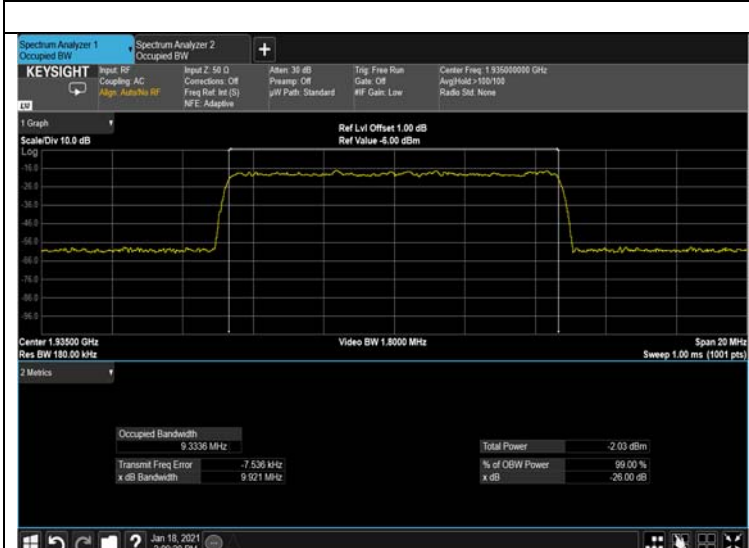 Spectrum Analyzer 1
Occupied BW
Spectrum Analyzer 2
Occupied BW
+
KEYSIGHT
LXI
Input: RF
Coupling: AC
Align: Auto/No RF
Input Z: 50 Ω
Corrections: Off
Freq Ref: Int (S)
NFE: Adaptive
Atten: 30 dB
Preamp: Off
µW Path: Standard
Trig: Free Run
Gate: Off
#IF Gain: Low
Center Freq: 1.935000000 GHz
Avg|Hold>100/100
Radio Std: None
1 Graph
Scale/Div 10.0 dB
Ref Lvl Offset 1.00 dB
Ref Value -6.00 dBm
Log
-16.0
-26.0
-36.0
-46.0
-56.0
-66.0
-76.0
-86.0
-96.0
Center 1.93500 GHz
Res BW 180.00 kHz
Video BW 1.8000 MHz
Span 20 MHz
Sweep 1.00 ms (1001 pts)
2 Metrics
Occupied Bandwidth
9.3336 MHz
Transmit Freq Error -7.536 kHz
x dB Bandwidth 9.921 MHz
Total Power -2.03 dBm
% of OBW Power 99.00 %
x dB -26.00 dB
?
Jan 18, 2021